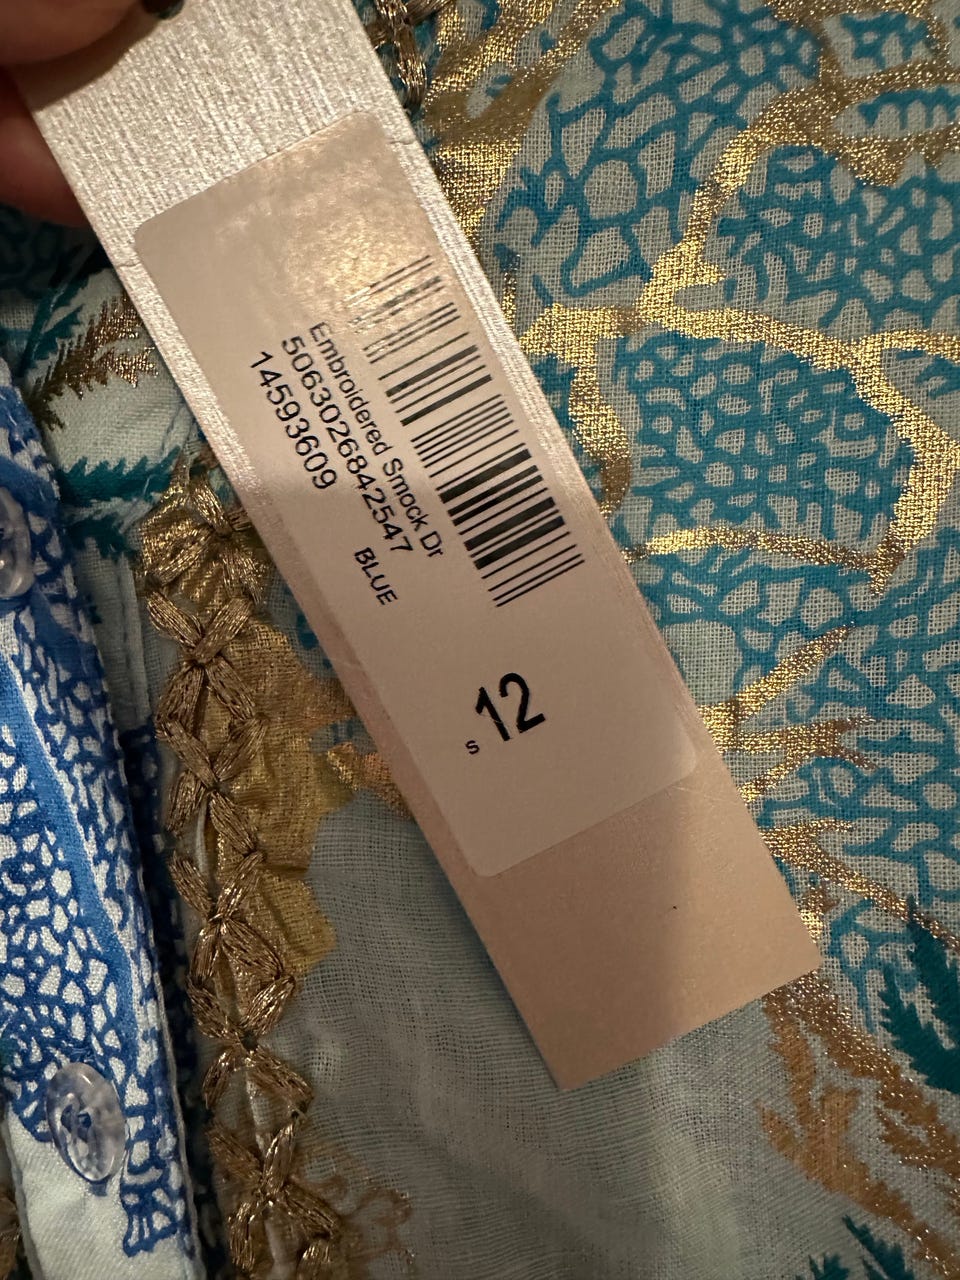 Embroidered Smock Dr
5063026842547
14593609
BLUE
S 12